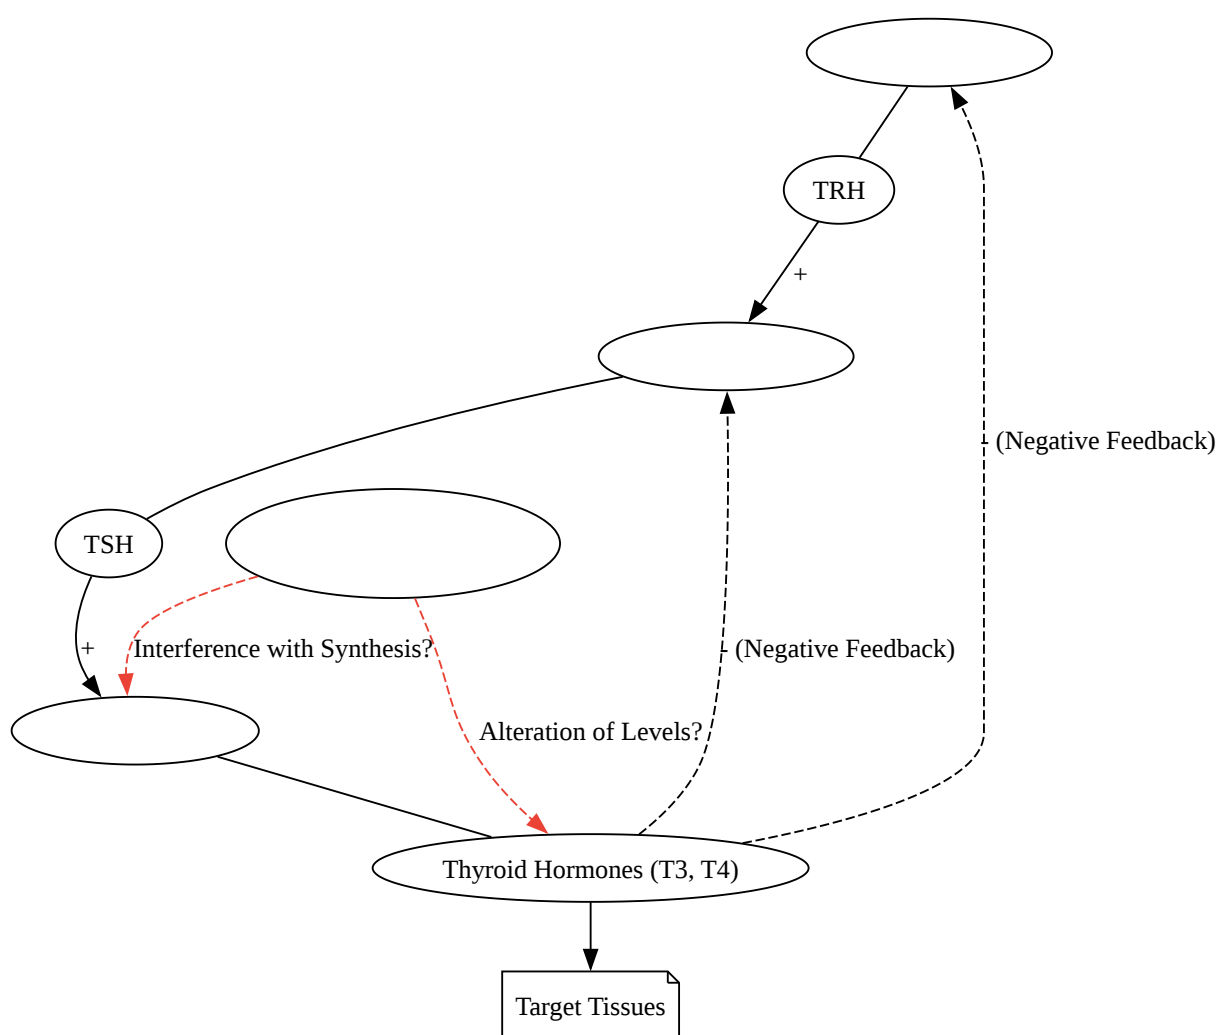 TRH
+
- (Negative Feedback)
TSH
+
Interference with Synthesis?
- (Negative Feedback)
Alteration of Levels?
Thyroid Hormones (T3, T4)
Target Tissues